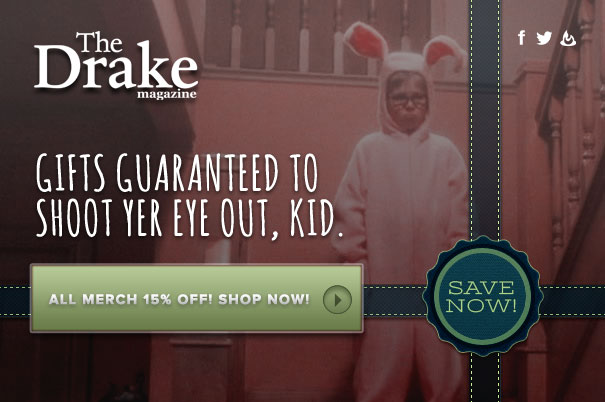 The
Drake
magazine
GIFTS GUARANTEED TO
SHOOT YER EYE OUT, KID.
ALL MERCH 15% OFF! SHOP NOW!
SAVE
NOW!